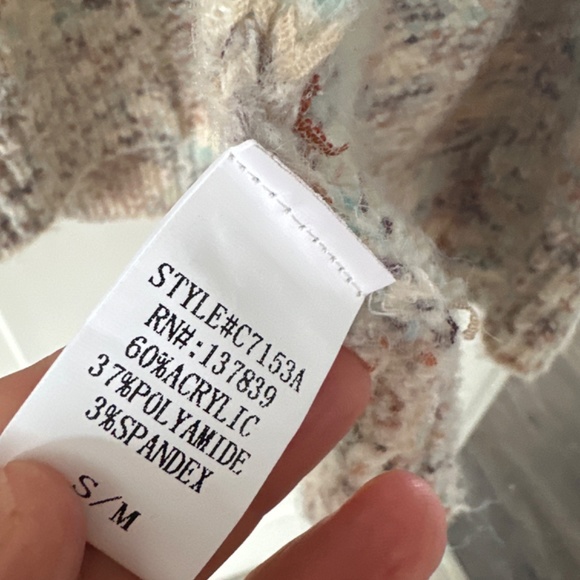 STYLE#C7153A
RN#:137839
60%ACRYLIC
37%POLYAMIDE
3%SPANDEX
S/M